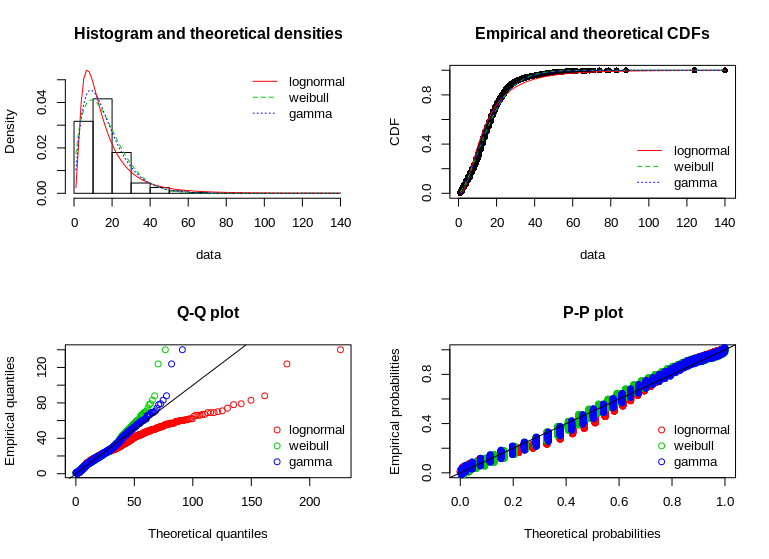 Histogram and theoretical densities
Density
0.00
0.02
0.04
lognormal
weibull
gamma
0 20 40 60 80 100 120 140
data
Empirical and theoretical CDFs
CDF
0.0
0.4
0.8
lognormal
weibull
gamma
0 20 40 60 80 100 120 140
data
Q-Q plot
Empirical quantiles
0
40
80
120
lognormal
weibull
gamma
0 50 100 150 200
Theoretical quantiles
P-P plot
Empirical probabilities
0.0
0.4
0.8
lognormal
weibull
gamma
0.0 0.2 0.4 0.6 0.8 1.0
Theoretical probabilities